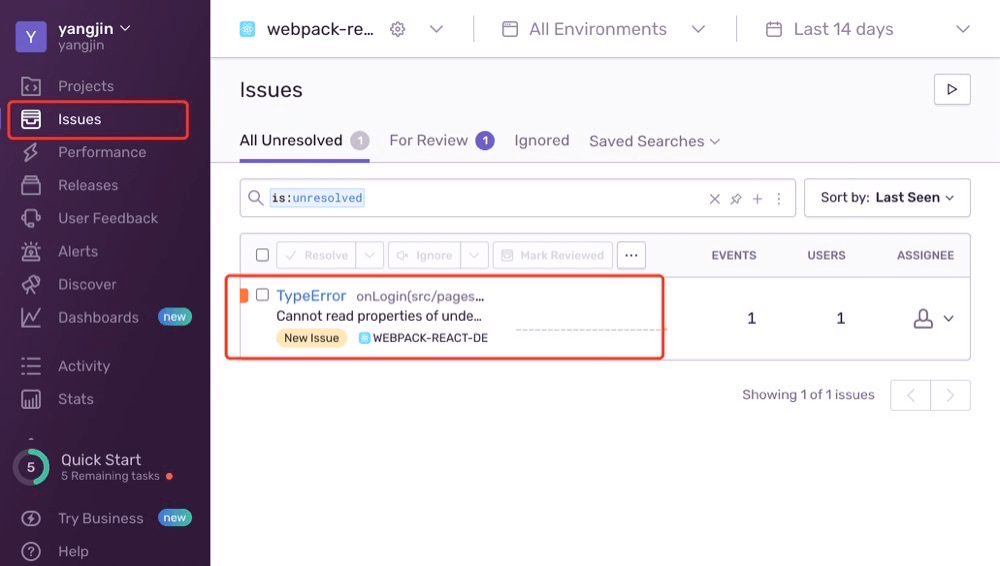 Y
yangjin
yangjin
Projects
Issues
Performance
Releases
User Feedback
Alerts
Discover
Dashboards new
Activity
Stats
5
Quick Start
5 Remaining tasks
Try Business new
Help
webpack-re...
All Environments
Last 14 days
Issues
All Unresolved 1 For Review 1 Ignored Saved Searches
is:unresolved
Sort by: Last Seen
Resolve Ignore Mark Reviewed ... EVENTS USERS ASSIGNEE
TypeError onLogin(src/pages...
Cannot read properties of unde...
New Issue WEBPACK-REACT-DE
1 1
Showing 1 of 1 issues